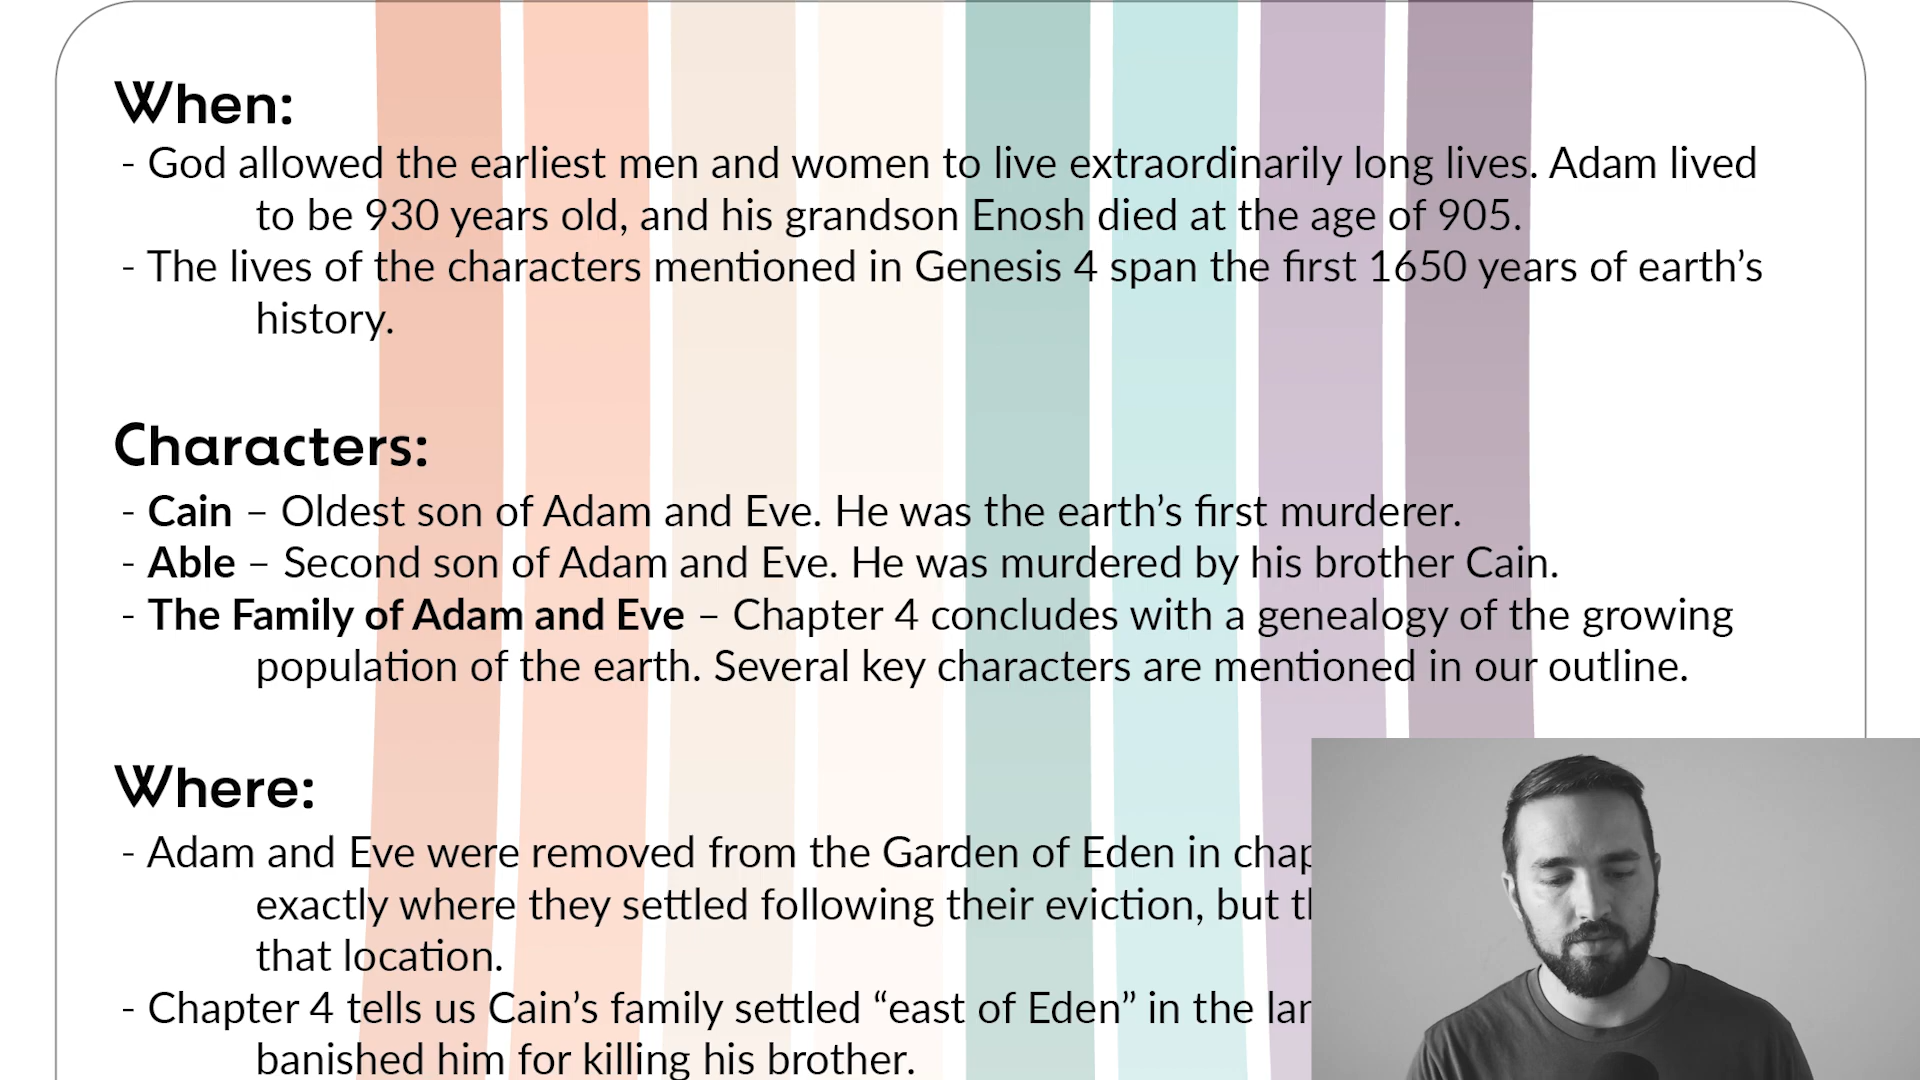 When:
- God allowed the earliest men and women to live extraordinarily long lives. Adam lived
to be 930 years old, and his grandson Enosh died at the age of 905.
- The lives of the characters mentioned in Genesis 4 span the first 1650 years of earth’s
history.
Characters:
- Cain – Oldest son of Adam and Eve. He was the earth’s first murderer.
- Able – Second son of Adam and Eve. He was murdered by his brother Cain.
- The Family of Adam and Eve – Chapter 4 concludes with a genealogy of the growing
population of the earth. Several key characters are mentioned in our outline.
Where:
- Adam and Eve were removed from the Garden of Eden in
exactly where they settled following their eviction, but
that location.
- Chapter 4 tells us Cain’s family settled “east of Eden” in the
banished him for killing his brother.